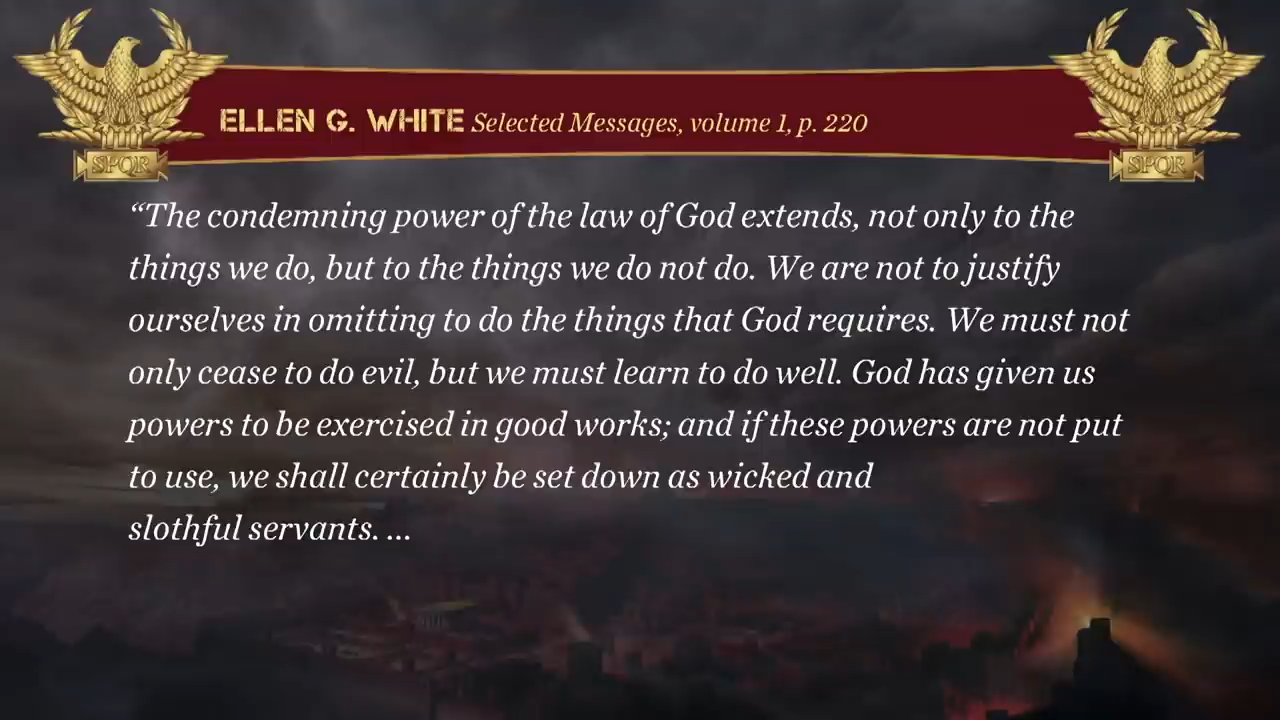 ELLEN G. WHITE Selected Messages, volume 1, p. 220
SPQR SPQR
“The condemning power of the law of God extends, not only to the
things we do, but to the things we do not do. We are not to justify
ourselves in omitting to do the things that God requires. We must not
only cease to do evil, but we must learn to do well. God has given us
powers to be exercised in good works; and if these powers are not put
to use, we shall certainly be set down as wicked and
slothful servants. ...